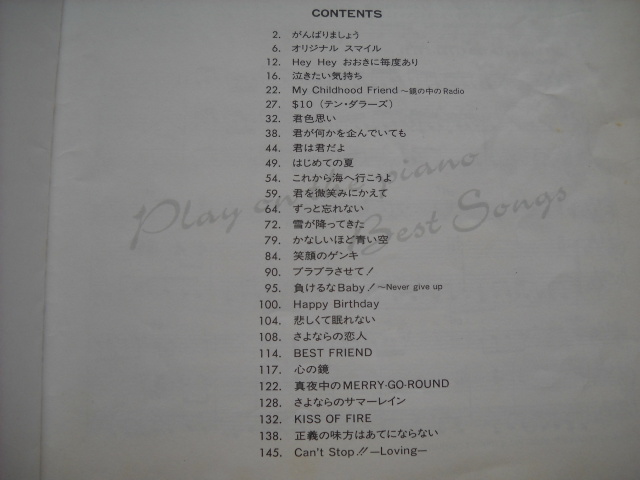 CONTENTS
2. がんばりましょう
6. オリジナル スマイル
12. Hey Hey おおきに毎度あり
16. 泣きたい気持ち
22. My Childhood Friend ～鏡の中のRadio
27. $10 (テン・ダラーズ)
32. 君色思い
38. 君が何かを企んでいても
44. 君は君だよ
49. はじめての夏
54. これから海へ行こうよ
59. 君を微笑みにかえて
64. ずっと忘れない
72. 雪が降ってきた
79. かなしいほど青い空
84. 笑顔のゲンキ
90. ブラブラさせて!
95. 負けるなBaby! ～Never give up
100. Happy Birthday
104. 悲しくて眠れない
108. さよならの恋人
114. BEST FRIEND
117. 心の鏡
122. 真夜中のMERRY-GO-ROUND
128. さよならのサマーレイン
132. KISS OF FIRE
138. 正義の味方はあてにならない
145. Can't Stop!! —Loving—
Play on the piano
Best Songs